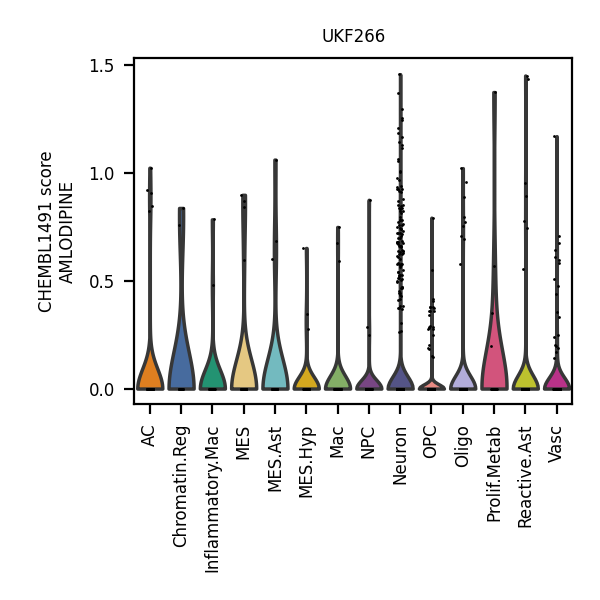 UKF266
CHEMBL1491 score
AMLODIPINE
1.5
1.0
0.5
0.0
AC
Chromatin.Reg
Inflammatory.Mac
MES
MES.Ast
MES.Hyp
Mac
NPC
Neuron
OPC
Oligo
Prolif.Metab
Reactive.Ast
Vasc